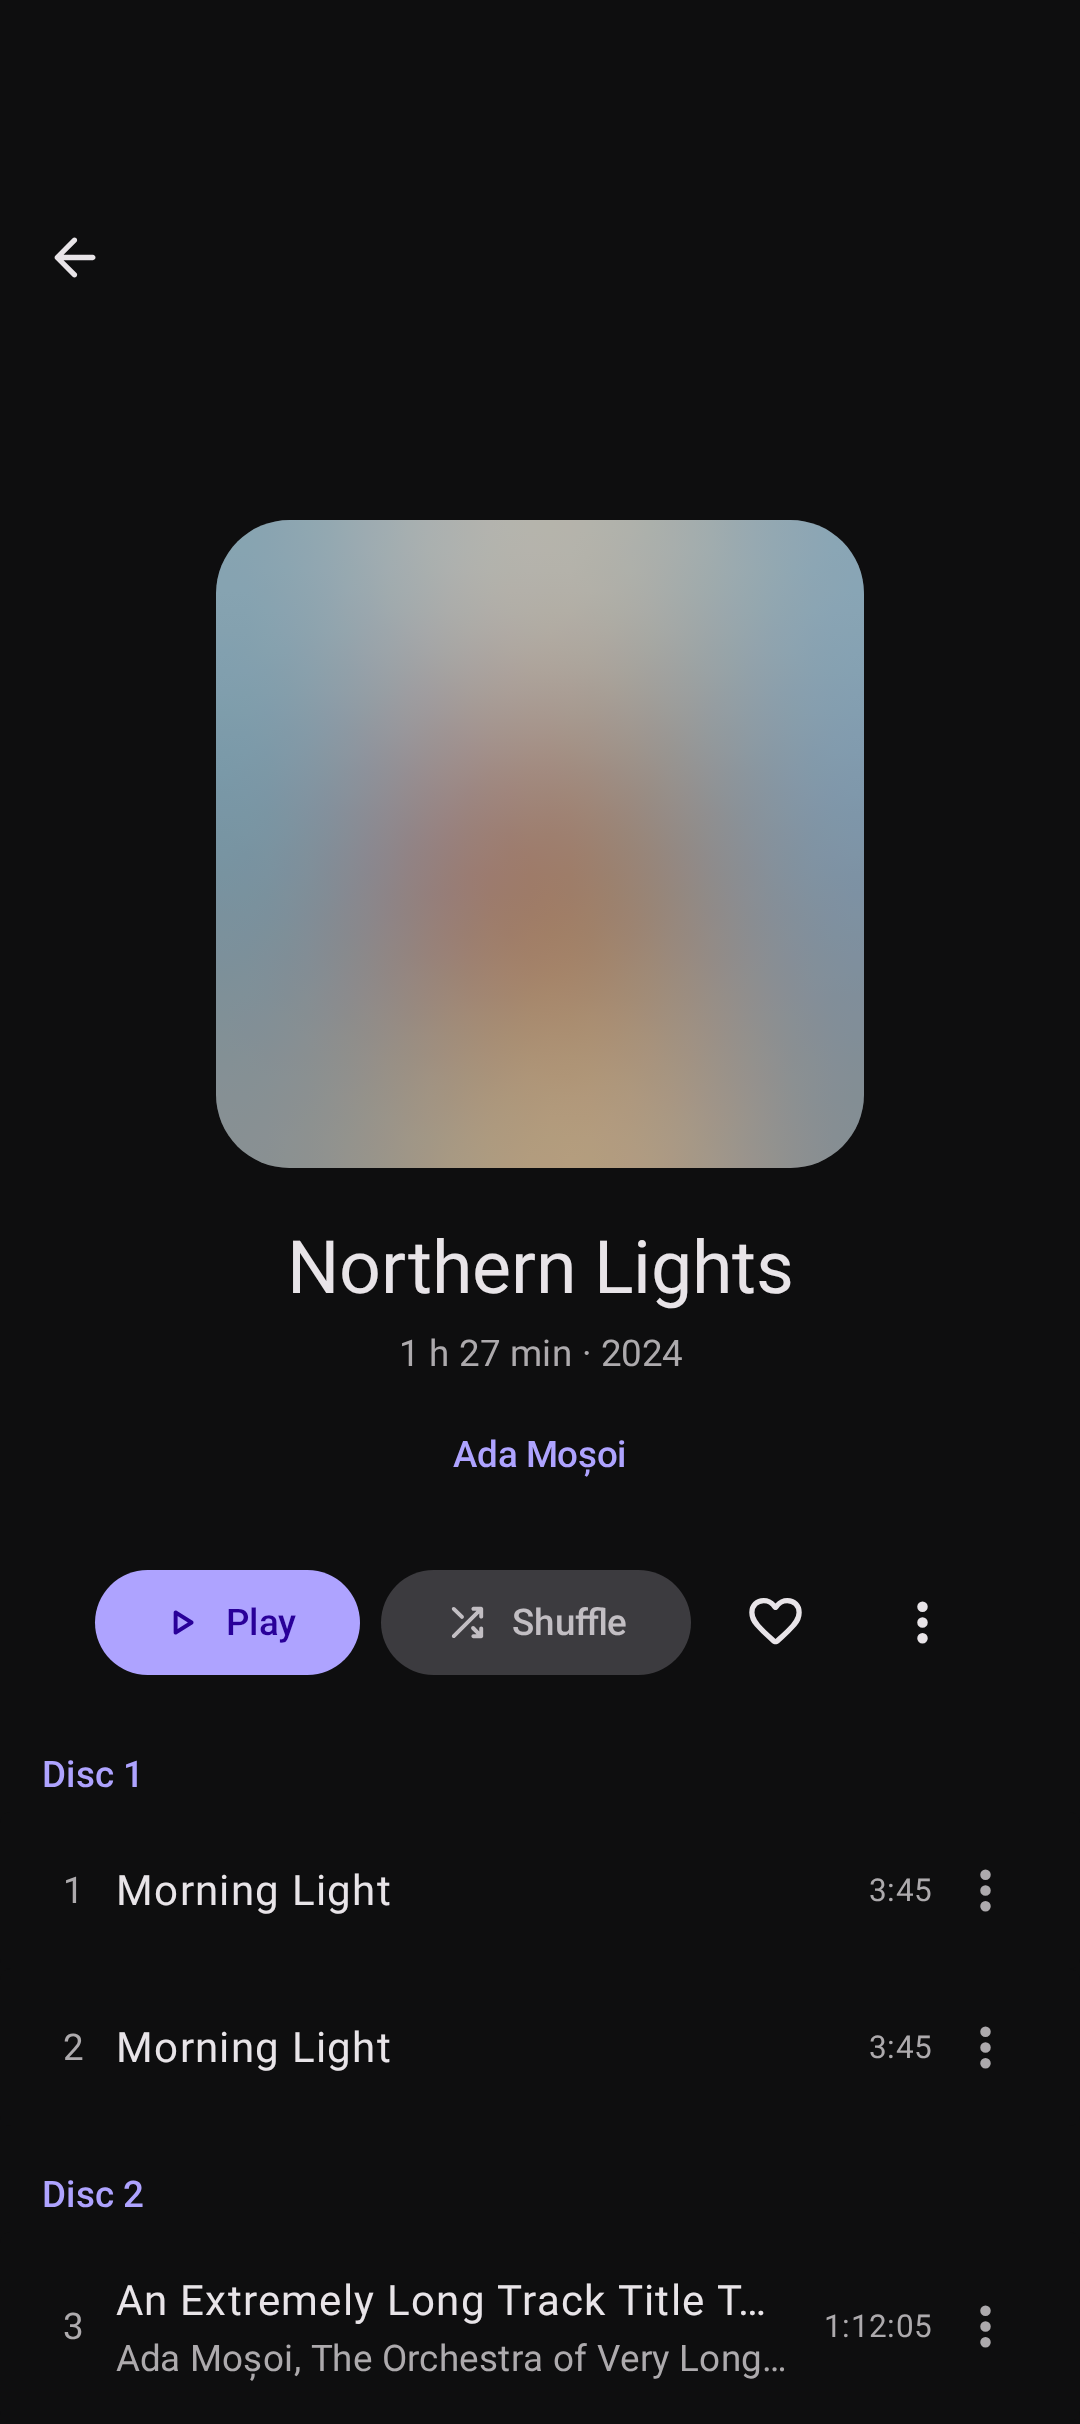 Northern Lights
1 h 27 min · 2024
Ada Moșoi
Play
Shuffle
Disc 1
1 Morning Light 3:45
2 Morning Light 3:45
Disc 2
3 An Extremely Long Track Title T… 1:12:05
Ada Moșoi, The Orchestra of Very Long…